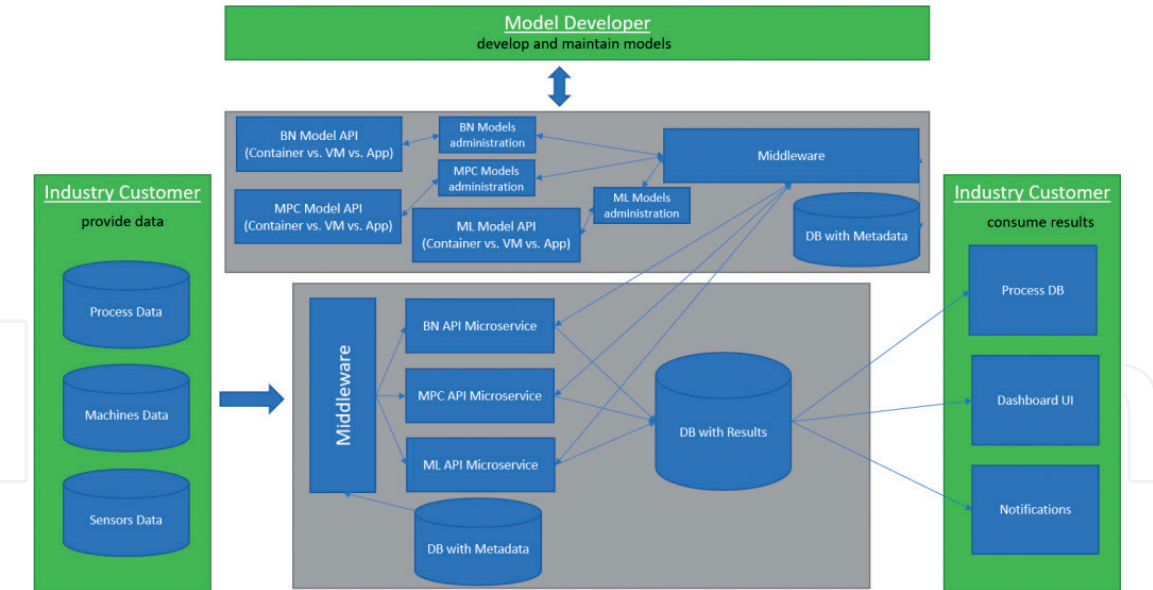 Model Developer
develop and maintain models
BN Model API
(Container vs. VM vs. App)
BN Models
administration
MPC Models
administration
Middleware
MPC Model API
(Container vs. VM vs. App)
ML Model API
(Container vs. VM vs. App)
ML Models
administration
DB with Metadata
Industry Customer
provide data
Process Data
Machines Data
Sensors Data
Middleware
BN API Microservice
MPC API Microservice
ML API Microservice
DB with Metadata
DB with Results
Industry Customer
consume results
Process DB
Dashboard UI
Notifications